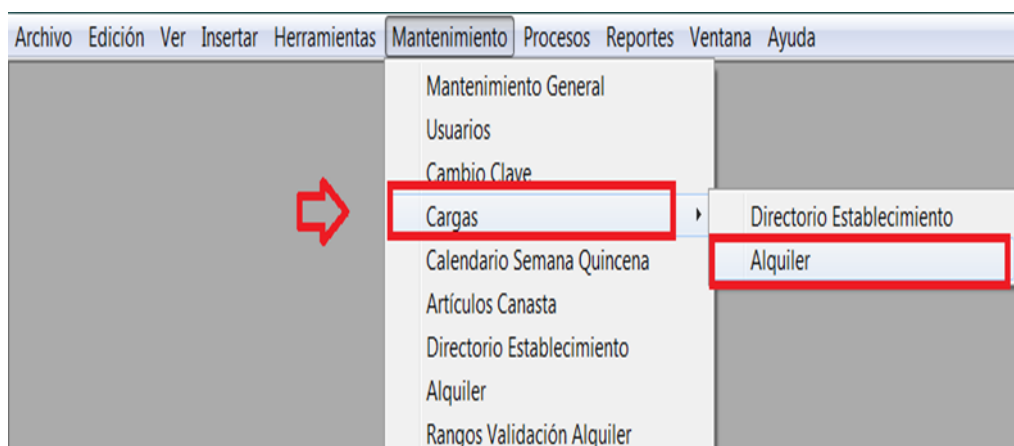 Archivo Edición Ver Insertar Herramientas Mantenimiento Procesos Reportes Ventana Ayuda
Mantenimiento General
Usuarios
Cambio Clave
Cargas
Directorio Establecimiento
Alquiler
Calendario Semana Quincena
Artículos Canasta
Directorio Establecimiento
Alquiler
Rangos Validación Alquiler